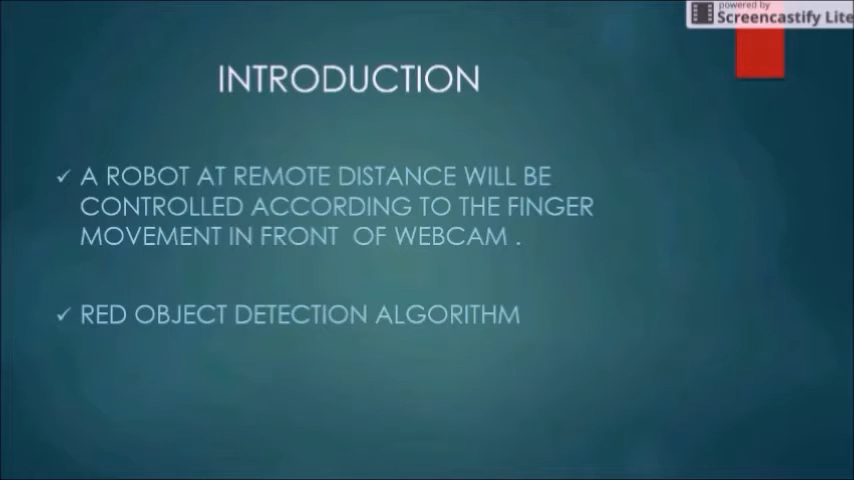 powered by
Screencastify Lite
INTRODUCTION
✓ A ROBOT AT REMOTE DISTANCE WILL BE
CONTROLLED ACCORDING TO THE FINGER
MOVEMENT IN FRONT OF WEBCAM .
✓ RED OBJECT DETECTION ALGORITHM